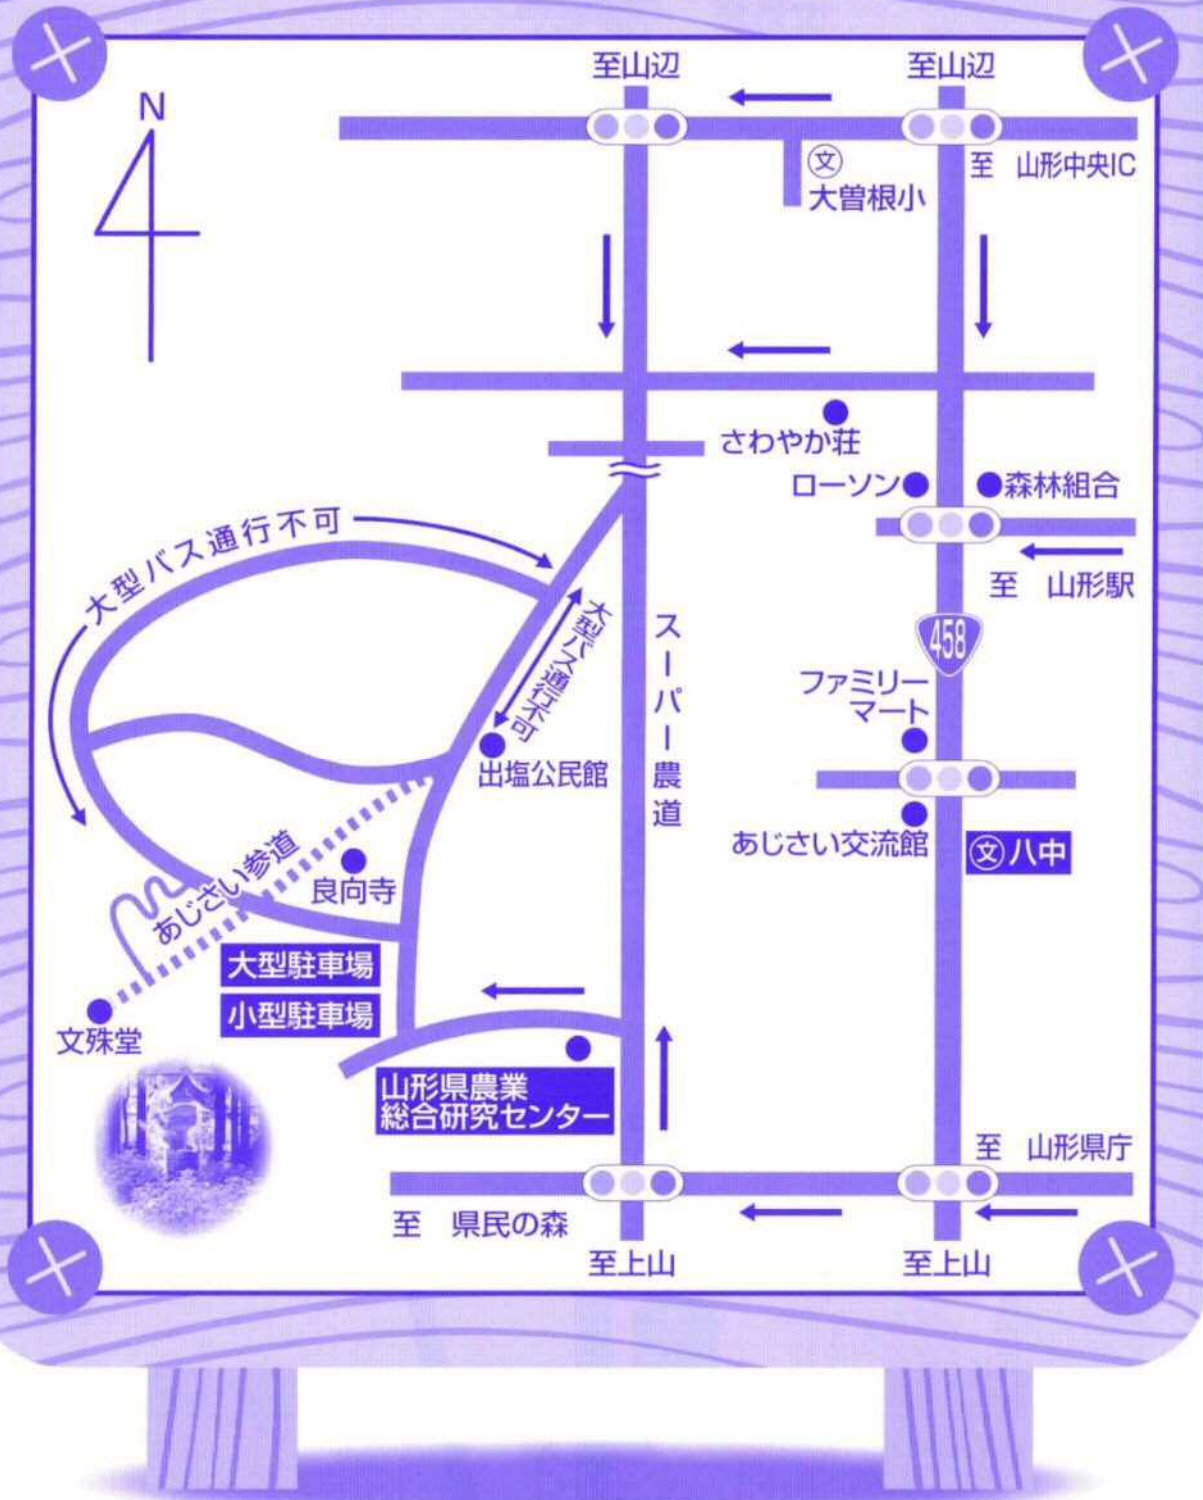 至山辺
至山辺
N
至 山形中央IC
文
大曽根小
さわやか荘
ローソン
森林組合
至 山形駅
大型バス通行不可
大型バス通行不可
スーパー農道
458
ファミリー
マート
出塩公民館
あじさい交流館
文八中
あじさい参道
良向寺
大型駐車場
小型駐車場
文殊堂
山形県農業
総合研究センター
至 山形県庁
至 県民の森
至上山
至上山